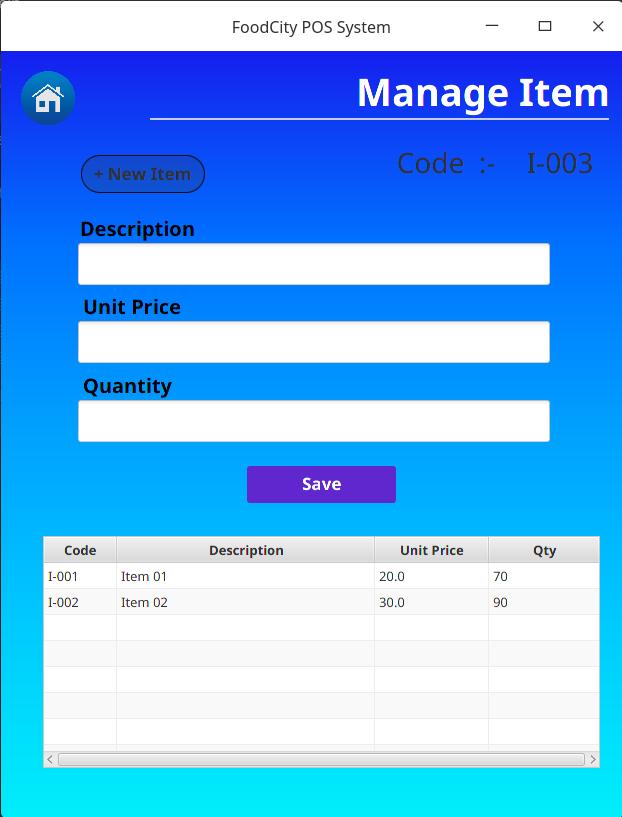 FoodCity POS System
Manage Item
+ New Item
Code :- I-003
Description
Unit Price
Quantity
Save
Code Description Unit Price Qty
I-001 Item 01 20.0 70
I-002 Item 02 30.0 90